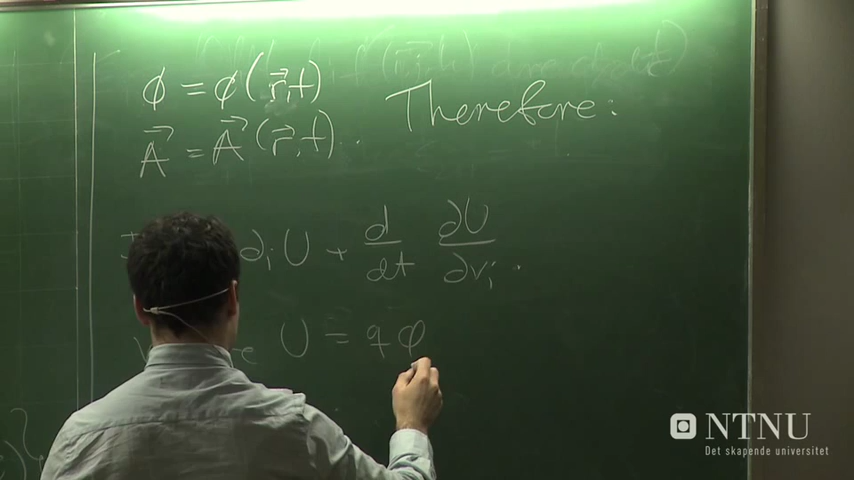 ϕ = ϕ(r⃗,t)
A⃗ = A⃗(r⃗,t).
Therefore:
∂ᵢU + d/dt ∂U/∂vᵢ.
U = qφ
NTNU
Det skapende universitet